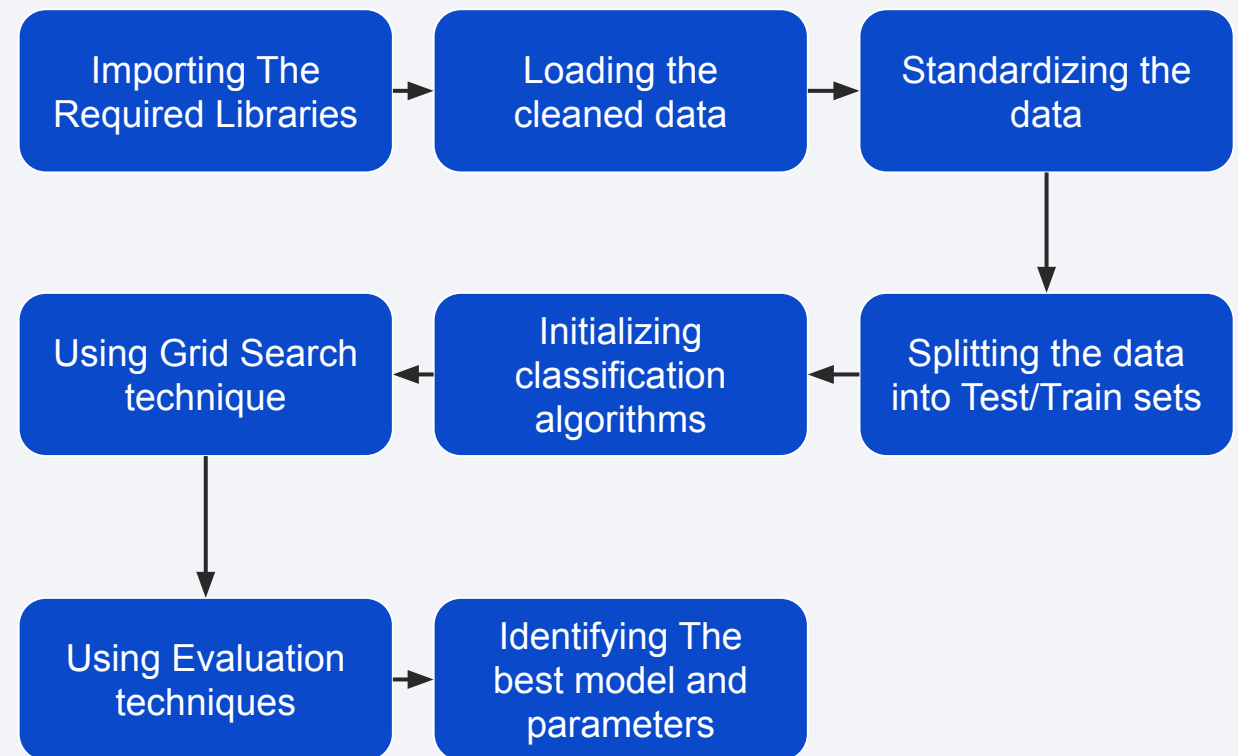 Importing The
Required Libraries
Loading the
cleaned data
Standardizing the
data
Splitting the data
into Test/Train sets
Initializing
classification
algorithms
Using Grid Search
technique
Using Evaluation
techniques
Identifying The
best model and
parameters